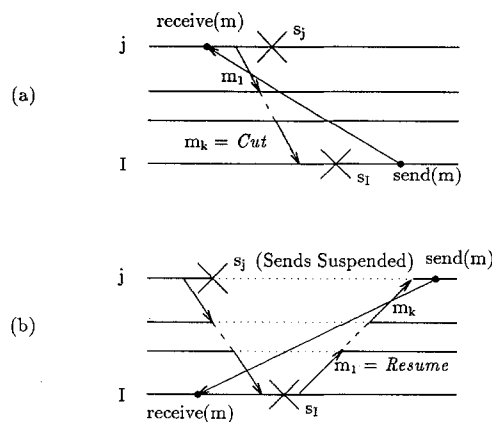 receive(m)
j
s_j
m_1
(a)
m_k = Cut
I
s_I
send(m)
j
s_j (Sends Suspended)
send(m)
m_k
(b)
m_1 = Resume
I
receive(m)
s_I